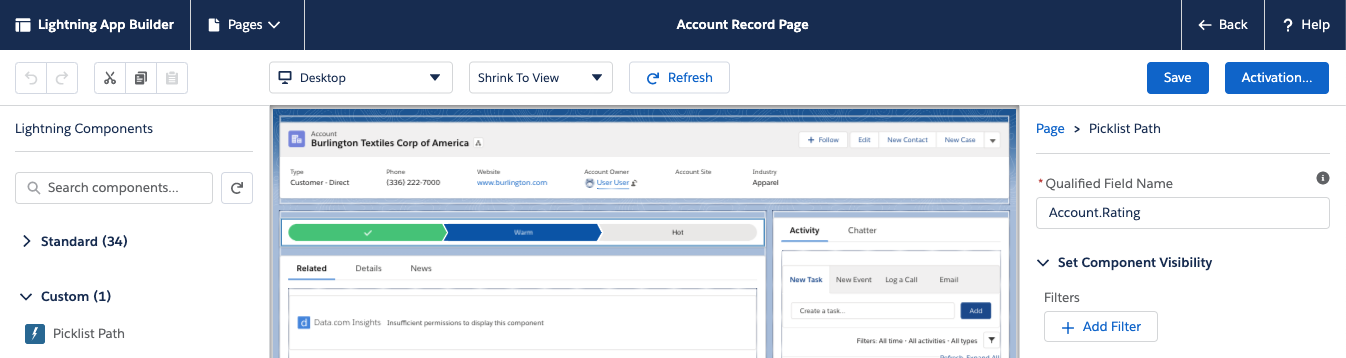 Lightning App Builder
Pages
Account Record Page
Back
? Help
Desktop
Shrink To View
Refresh
Save
Activation...
Lightning Components
Search components...
Standard (34)
Custom (1)
Picklist Path
Account
Burlington Textiles Corp of America
+ Follow
Edit
New Contact
New Case
Type
Customer - Direct
Phone
(336) 222-7000
Website
www.burlington.com
Account Owner
User User
Account Site
Industry
Apparel
Warm
Hot
Related
Details
News
Data.com Insights
Insufficient permissions to display this component
Activity
Chatter
New Task
New Event
Log a Call
Email
Create a task...
Add
Filters: All time · All activities · All types
Refresh Expand All
Page > Picklist Path
* Qualified Field Name
Account.Rating
Set Component Visibility
Filters
+ Add Filter